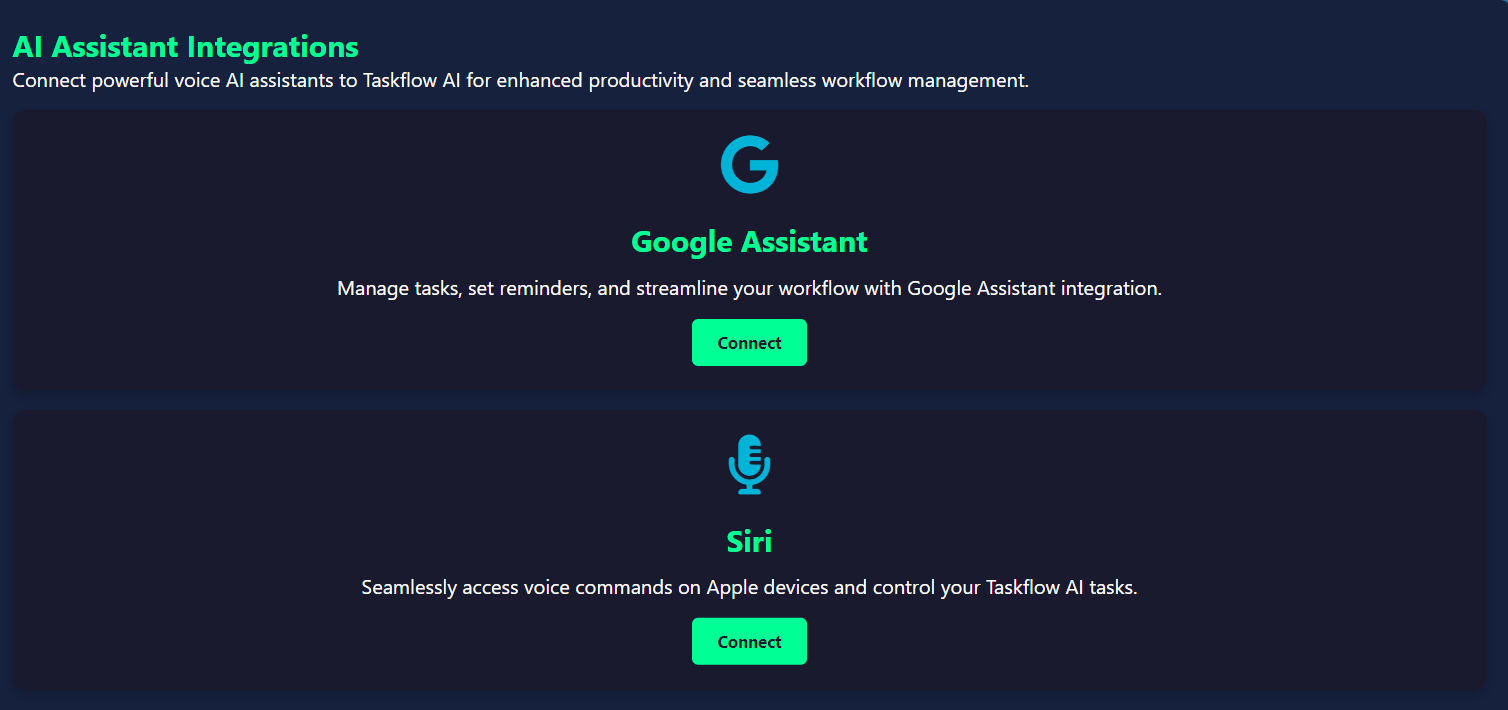 AI Assistant Integrations
Connect powerful voice AI assistants to Taskflow AI for enhanced productivity and seamless workflow management.
Google Assistant
Manage tasks, set reminders, and streamline your workflow with Google Assistant integration.
Connect
Siri
Seamlessly access voice commands on Apple devices and control your Taskflow AI tasks.
Connect